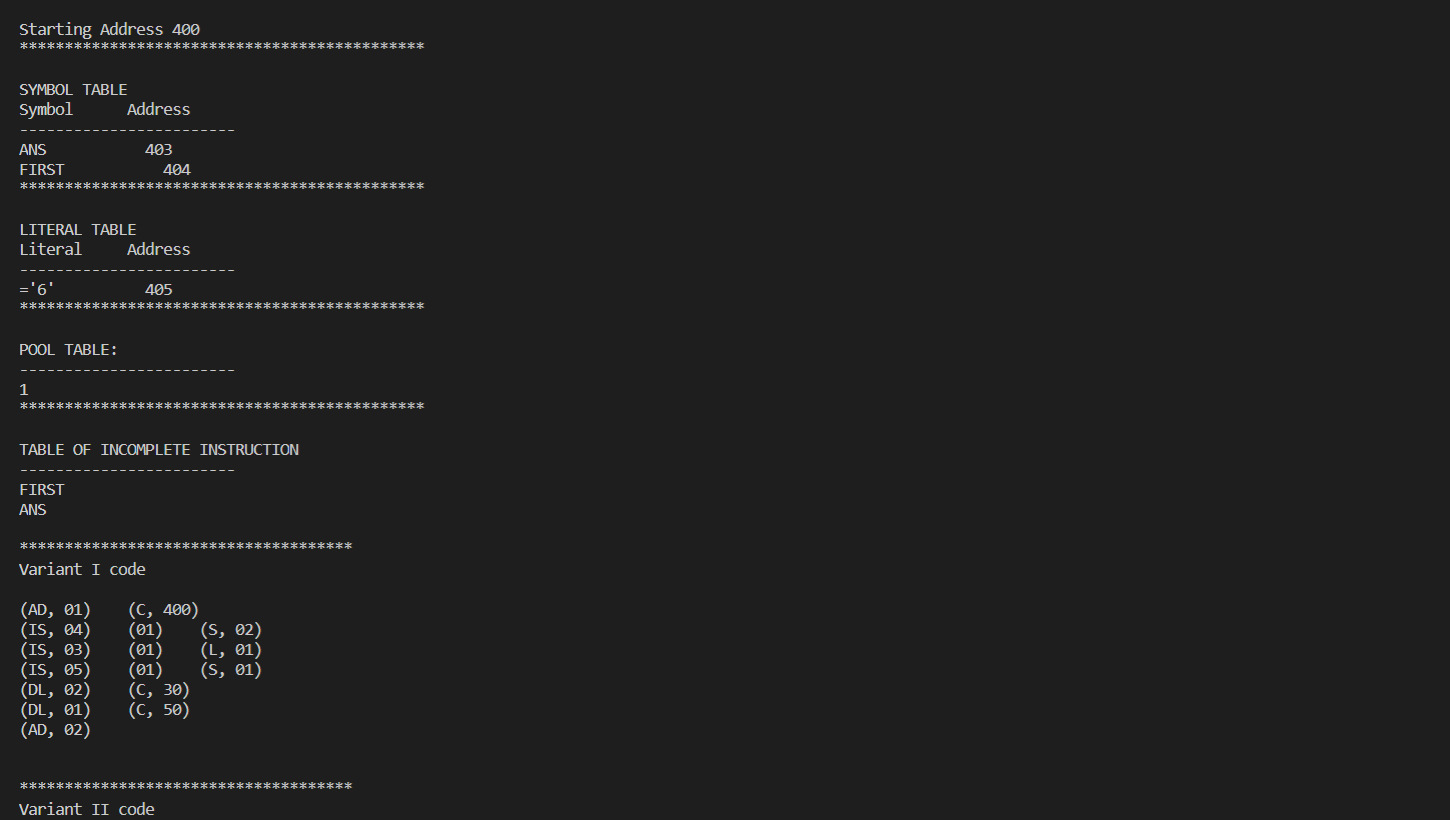 Starting Address 400
*********************************************
SYMBOL TABLE
Symbol      Address
------------------------
ANS           403
FIRST           404
*********************************************
LITERAL TABLE
Literal     Address
------------------------
='6'          405
*********************************************
POOL TABLE:
------------------------
1
*********************************************
TABLE OF INCOMPLETE INSTRUCTION
------------------------
FIRST
ANS
*************************************
Variant I code
(AD, 01)    (C, 400)
(IS, 04)    (01)    (S, 02)
(IS, 03)    (01)    (L, 01)
(IS, 05)    (01)    (S, 01)
(DL, 02)    (C, 30)
(DL, 01)    (C, 50)
(AD, 02)
*************************************
Variant II code